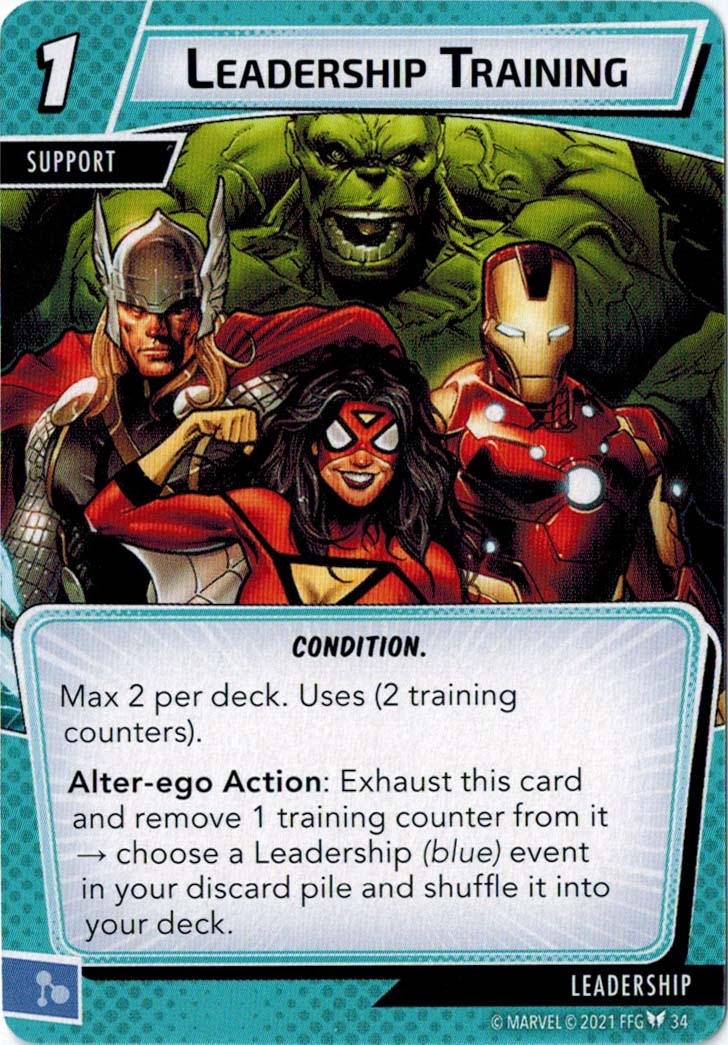 1
LEADERSHIP TRAINING
SUPPORT
CONDITION.
Max 2 per deck. Uses (2 training
counters).
Alter-ego Action: Exhaust this card
and remove 1 training counter from it
→ choose a Leadership (blue) event
in your discard pile and shuffle it into
your deck.
LEADERSHIP
© MARVEL © 2021 FFG 34